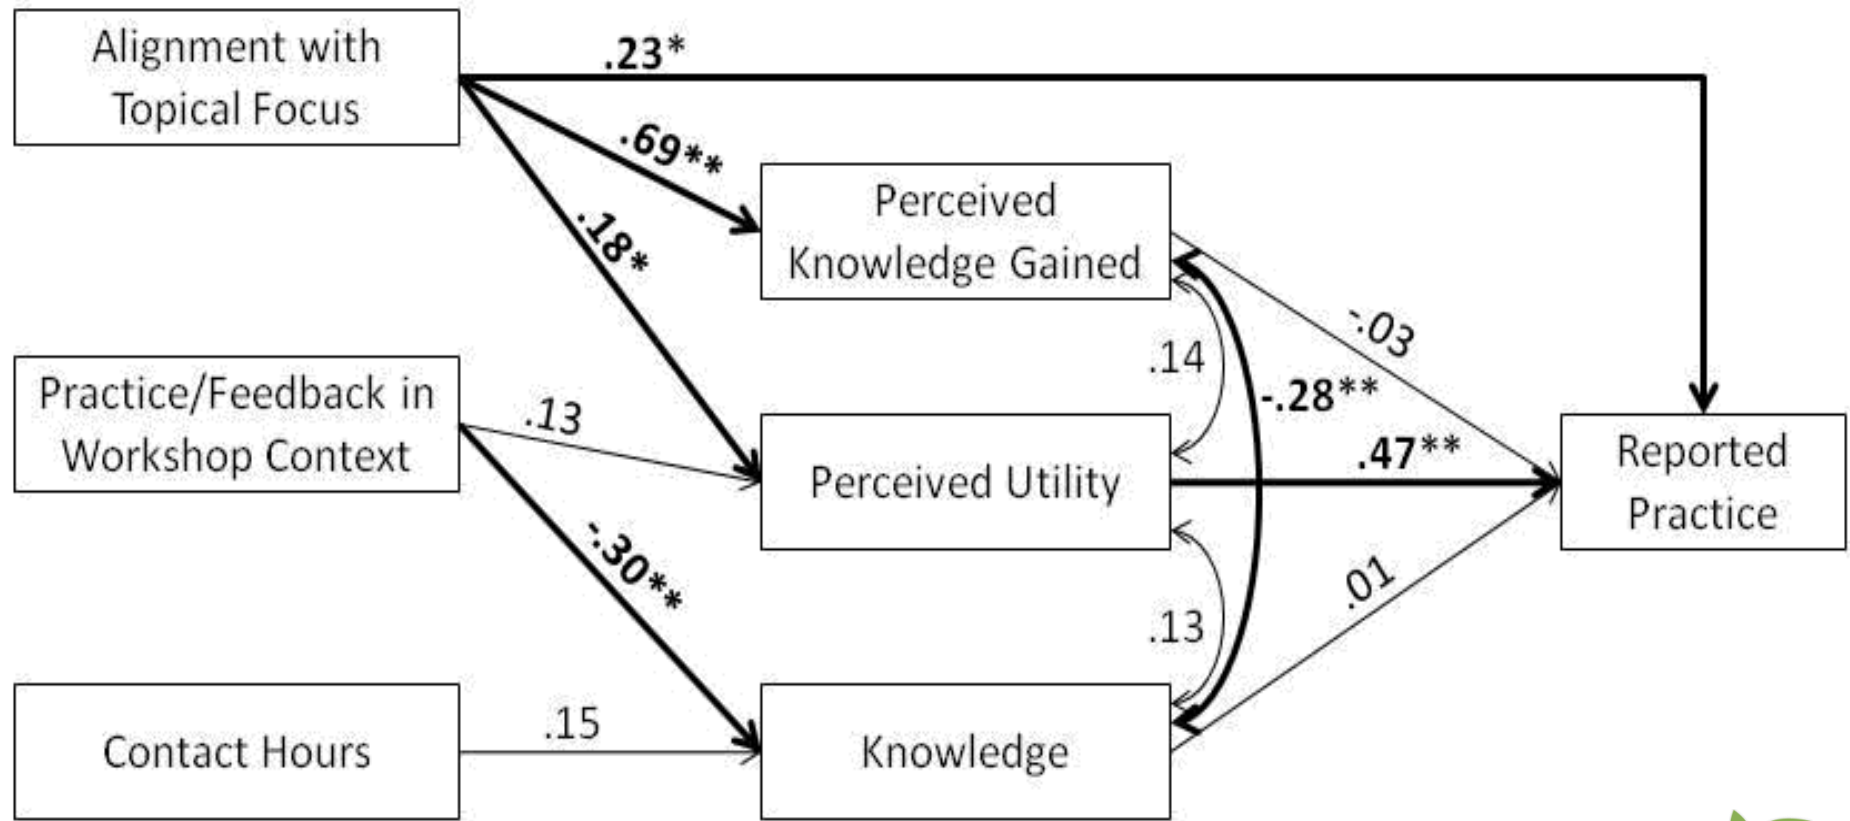 Alignment with
Topical Focus
.23*
.69**
.18*
Perceived
Knowledge Gained
Practice/Feedback in
Workshop Context
.13
-.30**
.14
-.03
-.28**
.47**
Perceived Utility
Reported
Practice
.13
.01
Contact Hours
.15
Knowledge